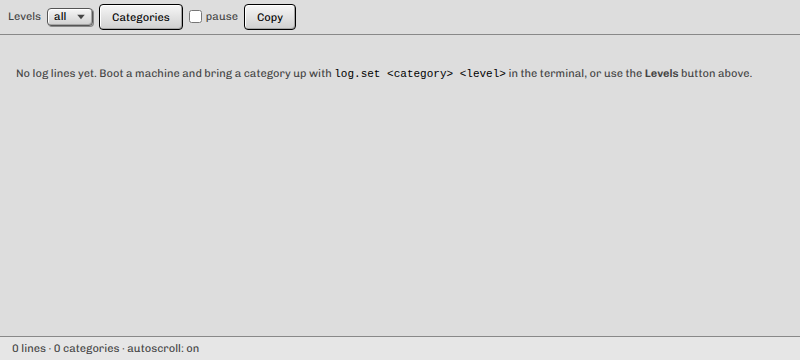 Levels all Categories pause Copy
No log lines yet. Boot a machine and bring a category up with log.set <category> <level> in the terminal, or use the Levels button above.
0 lines · 0 categories · autoscroll: on